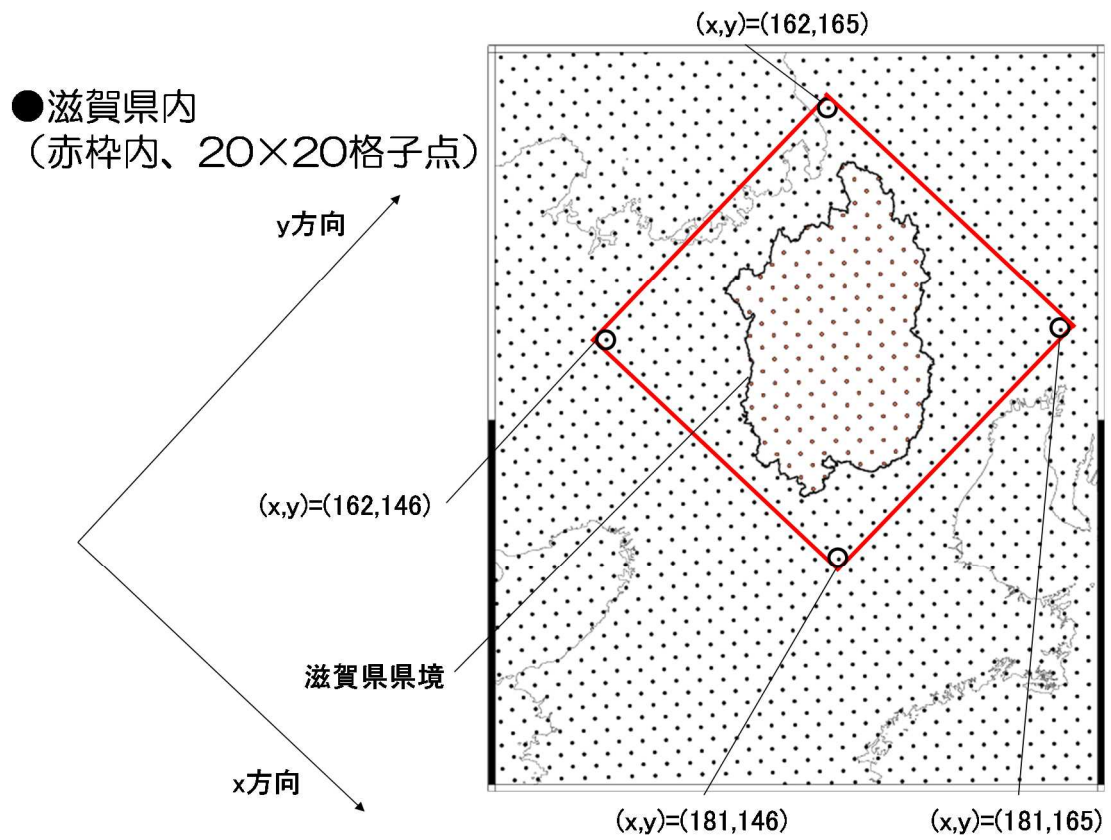 (x,y)=(162,165)
●滋賀県内
（赤枠内、20×20格子点）
y方向
(x,y)=(162,146)
滋賀県県境
x方向
(x,y)=(181,146)
(x,y)=(181,165)